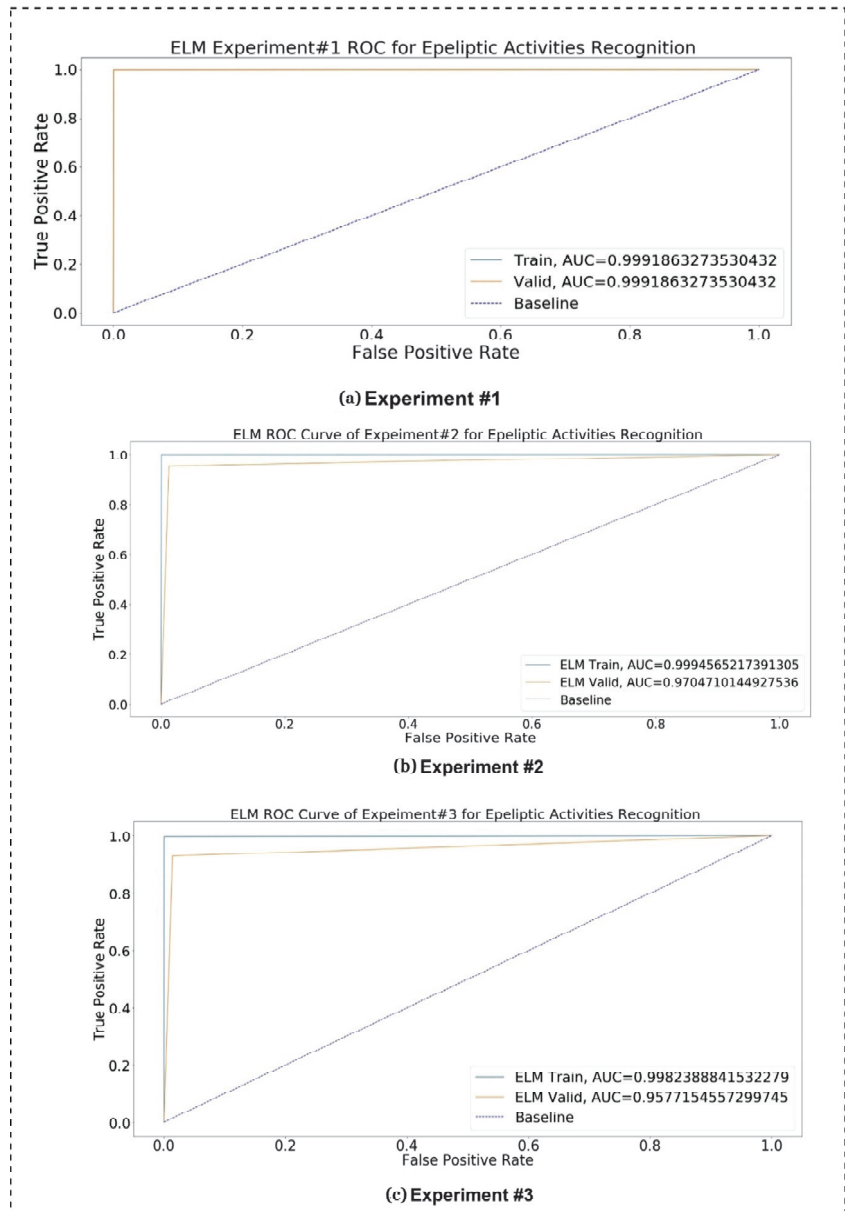 ELM Experiment#1 ROC for Epeliptic Activities Recognition
1.0
0.8
0.6
0.4
0.2
0.0
True Positive Rate
Train, AUC=0.9991863273530432
Valid, AUC=0.9991863273530432
Baseline
0.0 0.2 0.4 0.6 0.8 1.0
False Positive Rate
(a) Experiment #1
ELM ROC Curve of Expeiment#2 for Epeliptic Activities Recognition
1.0
0.8
0.6
0.4
0.2
0.0
True Positive Rate
ELM Train, AUC=0.9994565217391305
ELM Valid, AUC=0.9704710144927536
Baseline
0.0 0.2 0.4 0.6 0.8 1.0
False Positive Rate
(b) Experiment #2
ELM ROC Curve of Expeiment#3 for Epeliptic Activities Recognition
1.0
0.8
0.6
0.4
0.2
0.0
True Positive Rate
ELM Train, AUC=0.9982388841532279
ELM Valid, AUC=0.9577154557299745
Baseline
0.0 0.2 0.4 0.6 0.8 1.0
False Positive Rate
(c) Experiment #3